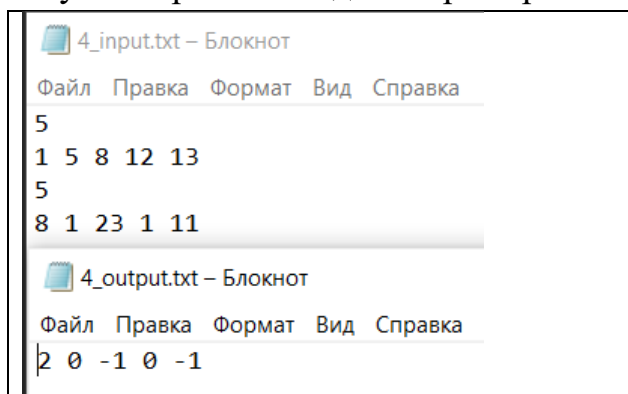 4_input.txt – Блокнот
Файл Правка Формат Вид Справка
5
1 5 8 12 13
5
8 1 23 1 11
4_output.txt – Блокнот
Файл Правка Формат Вид Справка
2 0 -1 0 -1